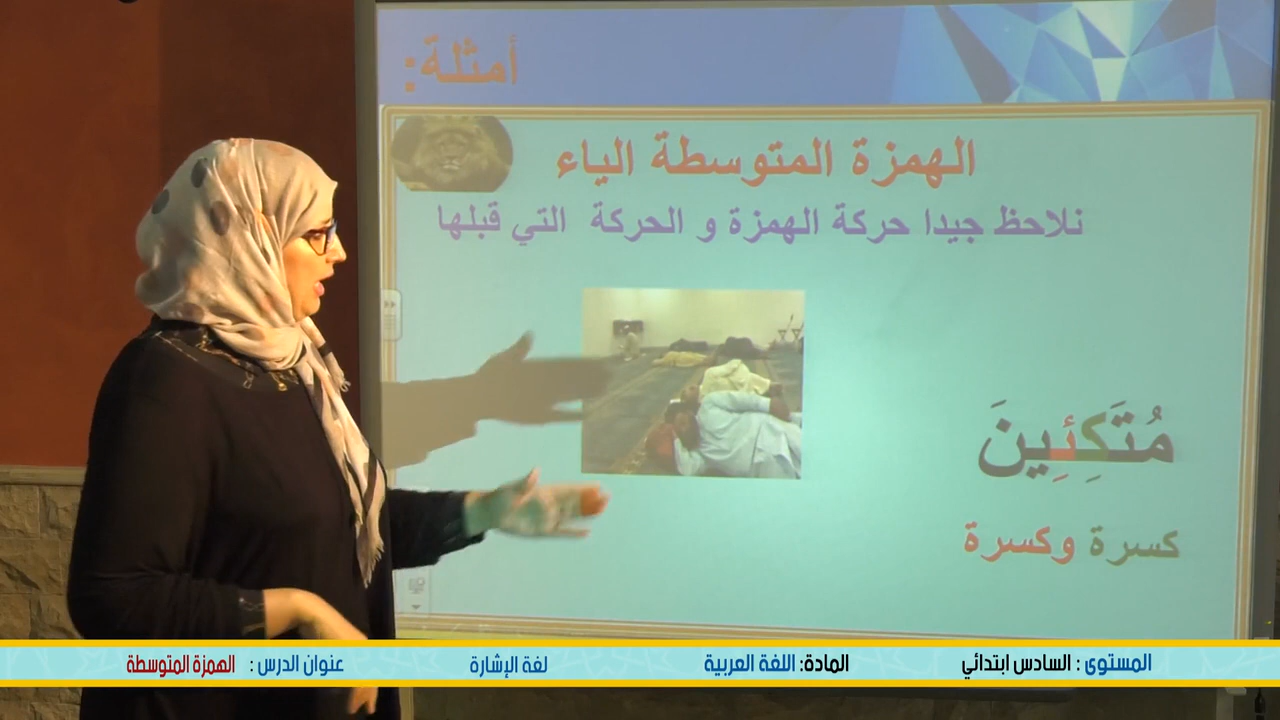 أمثلة:
الهمزة المتوسطة الياء
نلاحظ جيدا حركة الهمزة و الحركة التي قبلها
مُتَكِئِينَ
كسرة وكسرة
المستوى : السادس ابتدائي المادة: اللغة العربية لغة الإشارة عنوان الدرس : الهمزة المتوسطة